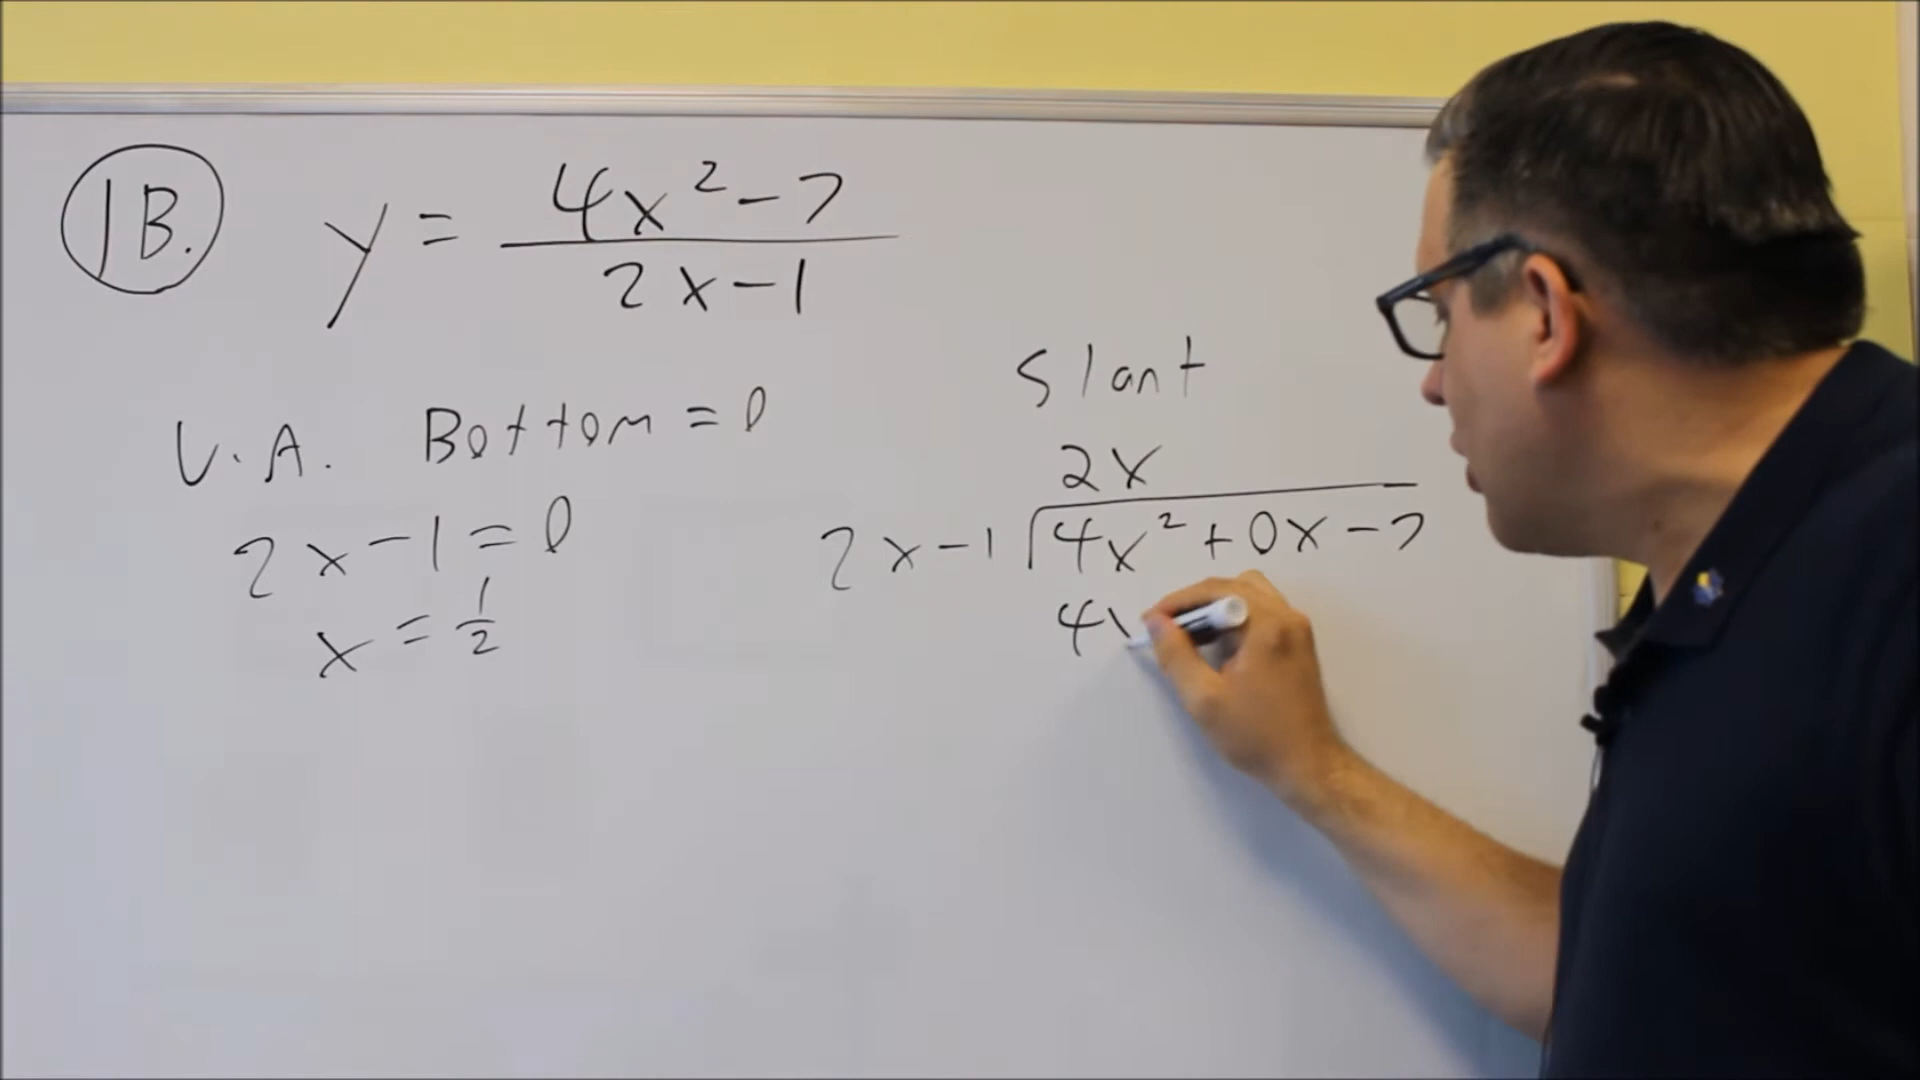 1B. y = 4x² - 7
2x - 1
V.A. Bottom = 0
2x - 1 = 0
x = 1/2
Slant
2x
2x - 1 4x² + 0x - 7
4x